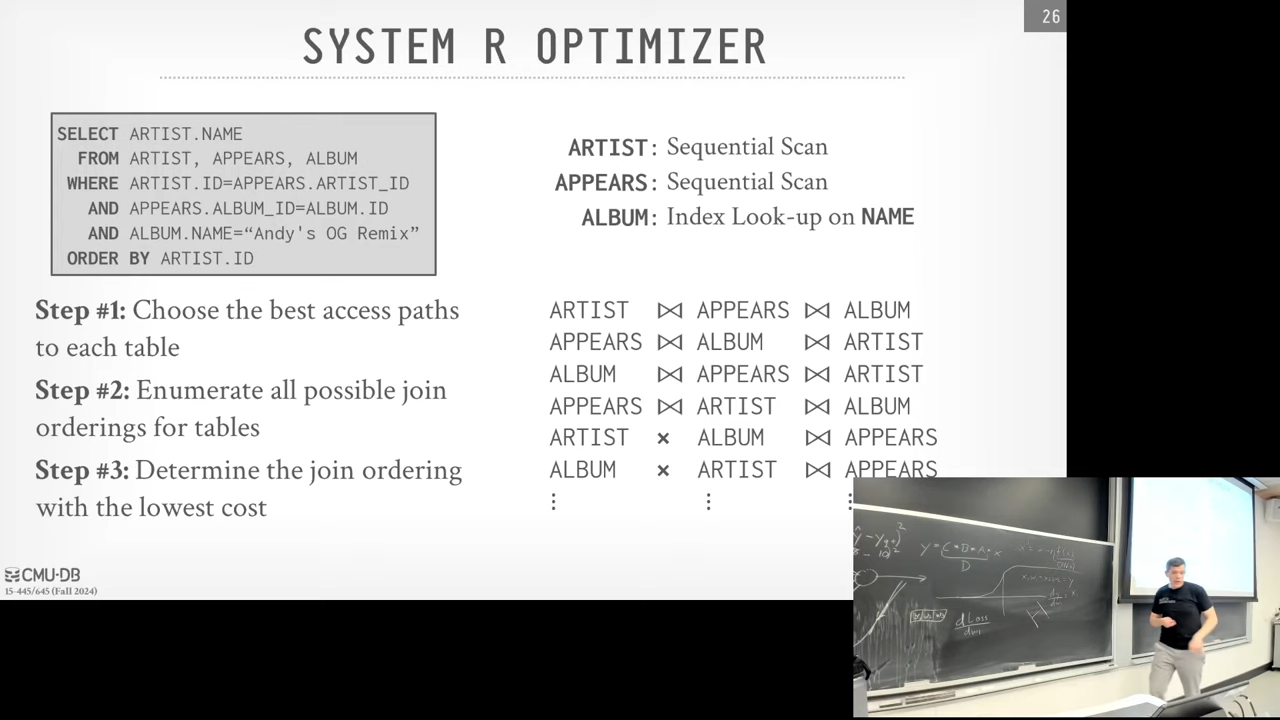 26
SYSTEM R OPTIMIZER
SELECT ARTIST.NAME
FROM ARTIST, APPEARS, ALBUM
WHERE ARTIST.ID=APPEARS.ARTIST_ID
AND APPEARS.ALBUM_ID=ALBUM.ID
AND ALBUM.NAME=“Andy's OG Remix”
ORDER BY ARTIST.ID
ARTIST: Sequential Scan
APPEARS: Sequential Scan
ALBUM: Index Look-up on NAME
Step #1: Choose the best access paths
to each table
Step #2: Enumerate all possible join
orderings for tables
Step #3: Determine the join ordering
with the lowest cost
ARTIST ⨝ APPEARS ⨝ ALBUM
APPEARS ⨝ ALBUM ⨝ ARTIST
ALBUM ⨝ APPEARS ⨝ ARTIST
APPEARS ⨝ ARTIST ⨝ ALBUM
ARTIST × ALBUM ⨝ APPEARS
ALBUM × ARTIST ⨝ APPEARS
⋮ ⋮ ⋮
CMU·DB
15-445/645 (Fall 2024)
D
dLoss